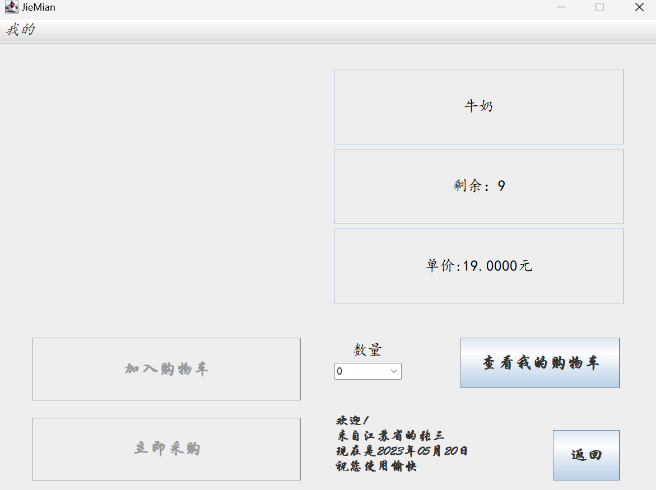 JieMian
我的
牛奶
剩余: 9
单价:19.0000元
加入购物车
数量
0
查看我的购物车
立即采购
欢迎!
来自江苏省的张三
现在是2023年05月20日
祝您使用愉快
返回